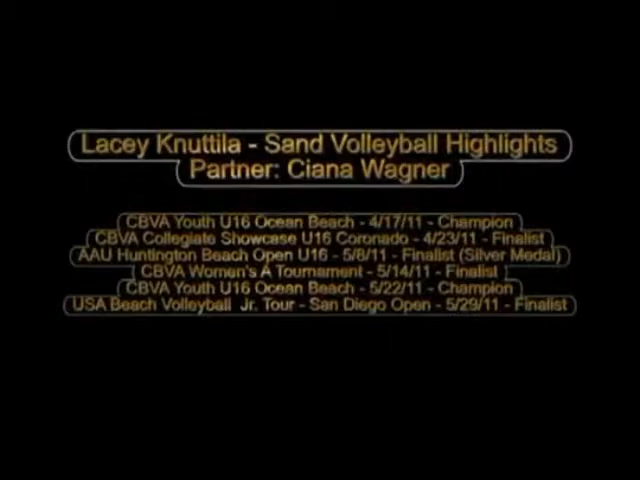 Lacey Knuttila - Sand Volleyball Highlights
Partner: Ciana Wagner
CBVA Youth U16 Ocean Beach - 4/17/11 - Champion
CBVA Collegiate Showcase U16 Coronado - 4/23/11 - Finalist
AAU Huntington Beach Open U16 - 5/8/11 - Finalist (Silver Medal)
CBVA Women's A Tournament - 5/14/11 - Finalist
CBVA Youth U16 Ocean Beach - 5/22/11 - Champion
USA Beach Volleyball Jr. Tour - San Diego Open - 5/29/11 - Finalist